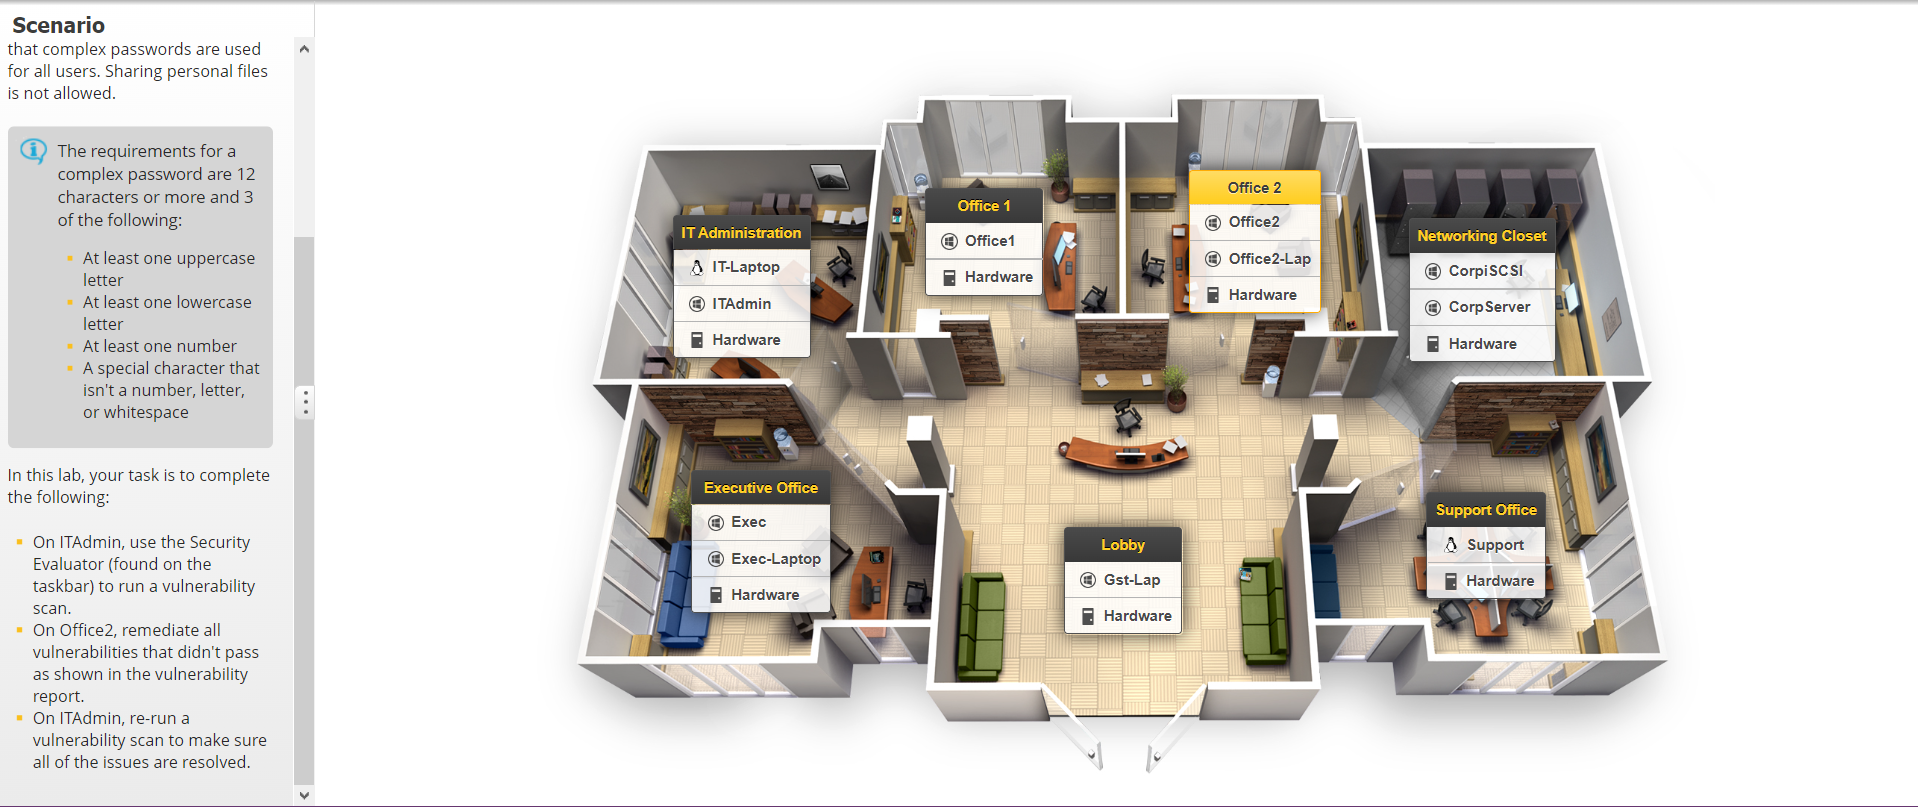 Scenario
that complex passwords are used
for all users. Sharing personal files
is not allowed.
The requirements for a
complex password are 12
characters or more and 3
of the following:
At least one uppercase
letter
At least one lowercase
letter
At least one number
A special character that
isn't a number, letter,
or whitespace
In this lab, your task is to complete
the following:
On ITAdmin, use the Security
Evaluator (found on the
taskbar) to run a vulnerability
scan.
On Office2, remediate all
vulnerabilities that didn't pass
as shown in the vulnerability
report.
On ITAdmin, re-run a
vulnerability scan to make sure
all of the issues are resolved.
IT Administration
IT-Laptop
ITAdmin
Hardware
Office 1
Office1
Hardware
Office 2
Office2
Office2-Lap
Hardware
Networking Closet
CorpiSCSI
CorpServer
Hardware
Executive Office
Exec
Exec-Laptop
Hardware
Lobby
Gst-Lap
Hardware
Support Office
Support
Hardware